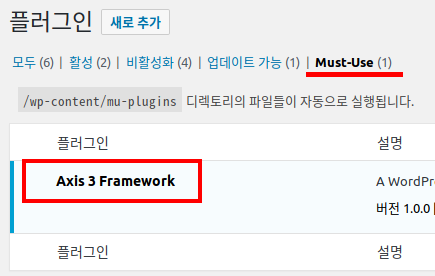 플러그인 새로 추가
모두 (6) | 활성 (2) | 비활성화 (4) | 업데이트 가능 (1) | Must-Use (1)
/wp-content/mu-plugins 디렉토리의 파일들이 자동으로 실행됩니다.
플러그인 설명
Axis 3 Framework A WordPre
버전 1.0.0 |
플러그인 설명